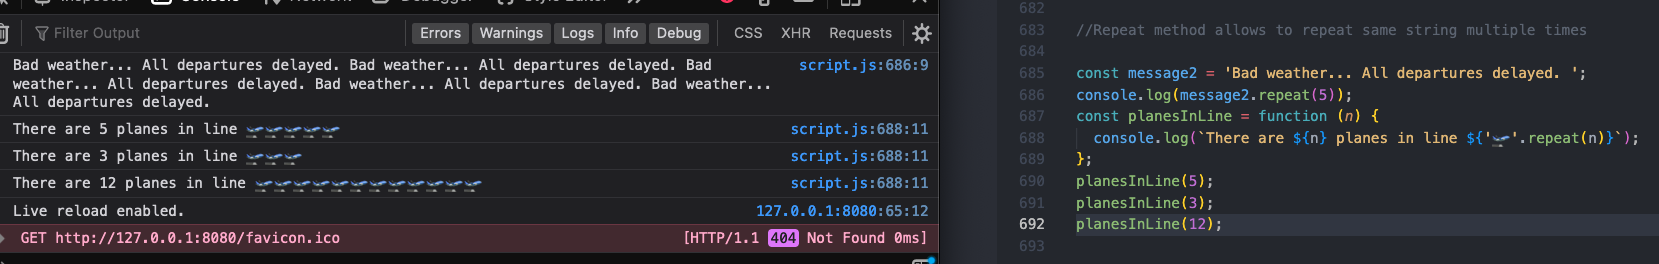 Inspector
Console
Network
Debugger
Style Editor
Filter Output
Errors Warnings Logs Info Debug CSS XHR Requests
Bad weather... All departures delayed. Bad weather... All departures delayed. Bad script.js:686:9
weather... All departures delayed. Bad weather... All departures delayed. Bad weather...
All departures delayed.
There are 5 planes in line 🛫🛫🛫🛫🛫 script.js:688:11
There are 3 planes in line 🛫🛫🛫 script.js:688:11
There are 12 planes in line 🛫🛫🛫🛫🛫🛫🛫🛫🛫🛫🛫🛫 script.js:688:11
Live reload enabled. 127.0.0.1:8080:65:12
GET http://127.0.0.1:8080/favicon.ico [HTTP/1.1 404 Not Found 0ms]
682
683 //Repeat method allows to repeat same string multiple times
684
685 const message2 = 'Bad weather... All departures delayed. ';
686 console.log(message2.repeat(5));
687 const planesInLine = function (n) {
688 console.log(`There are ${n} planes in line ${'🛫'.repeat(n)}`);
689 };
690 planesInLine(5);
691 planesInLine(3);
692 planesInLine(12);
693